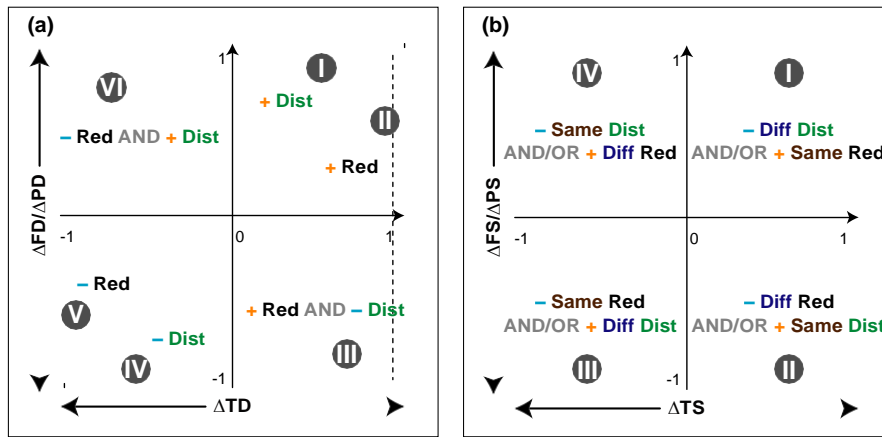 (a)
1
VI
I
+ Dist
II
− Red AND + Dist
+ Red
ΔFD/ΔPD
-1
0
1
− Red
V
+ Red AND − Dist
− Dist
IV
III
-1
ΔTD
(b)
1
IV
I
− Same Dist
AND/OR + Diff Red
− Diff Dist
AND/OR + Same Red
ΔFS/ΔPS
-1
0
1
− Same Red
AND/OR + Diff Dist
− Diff Red
AND/OR + Same Dist
III
II
-1
ΔTS